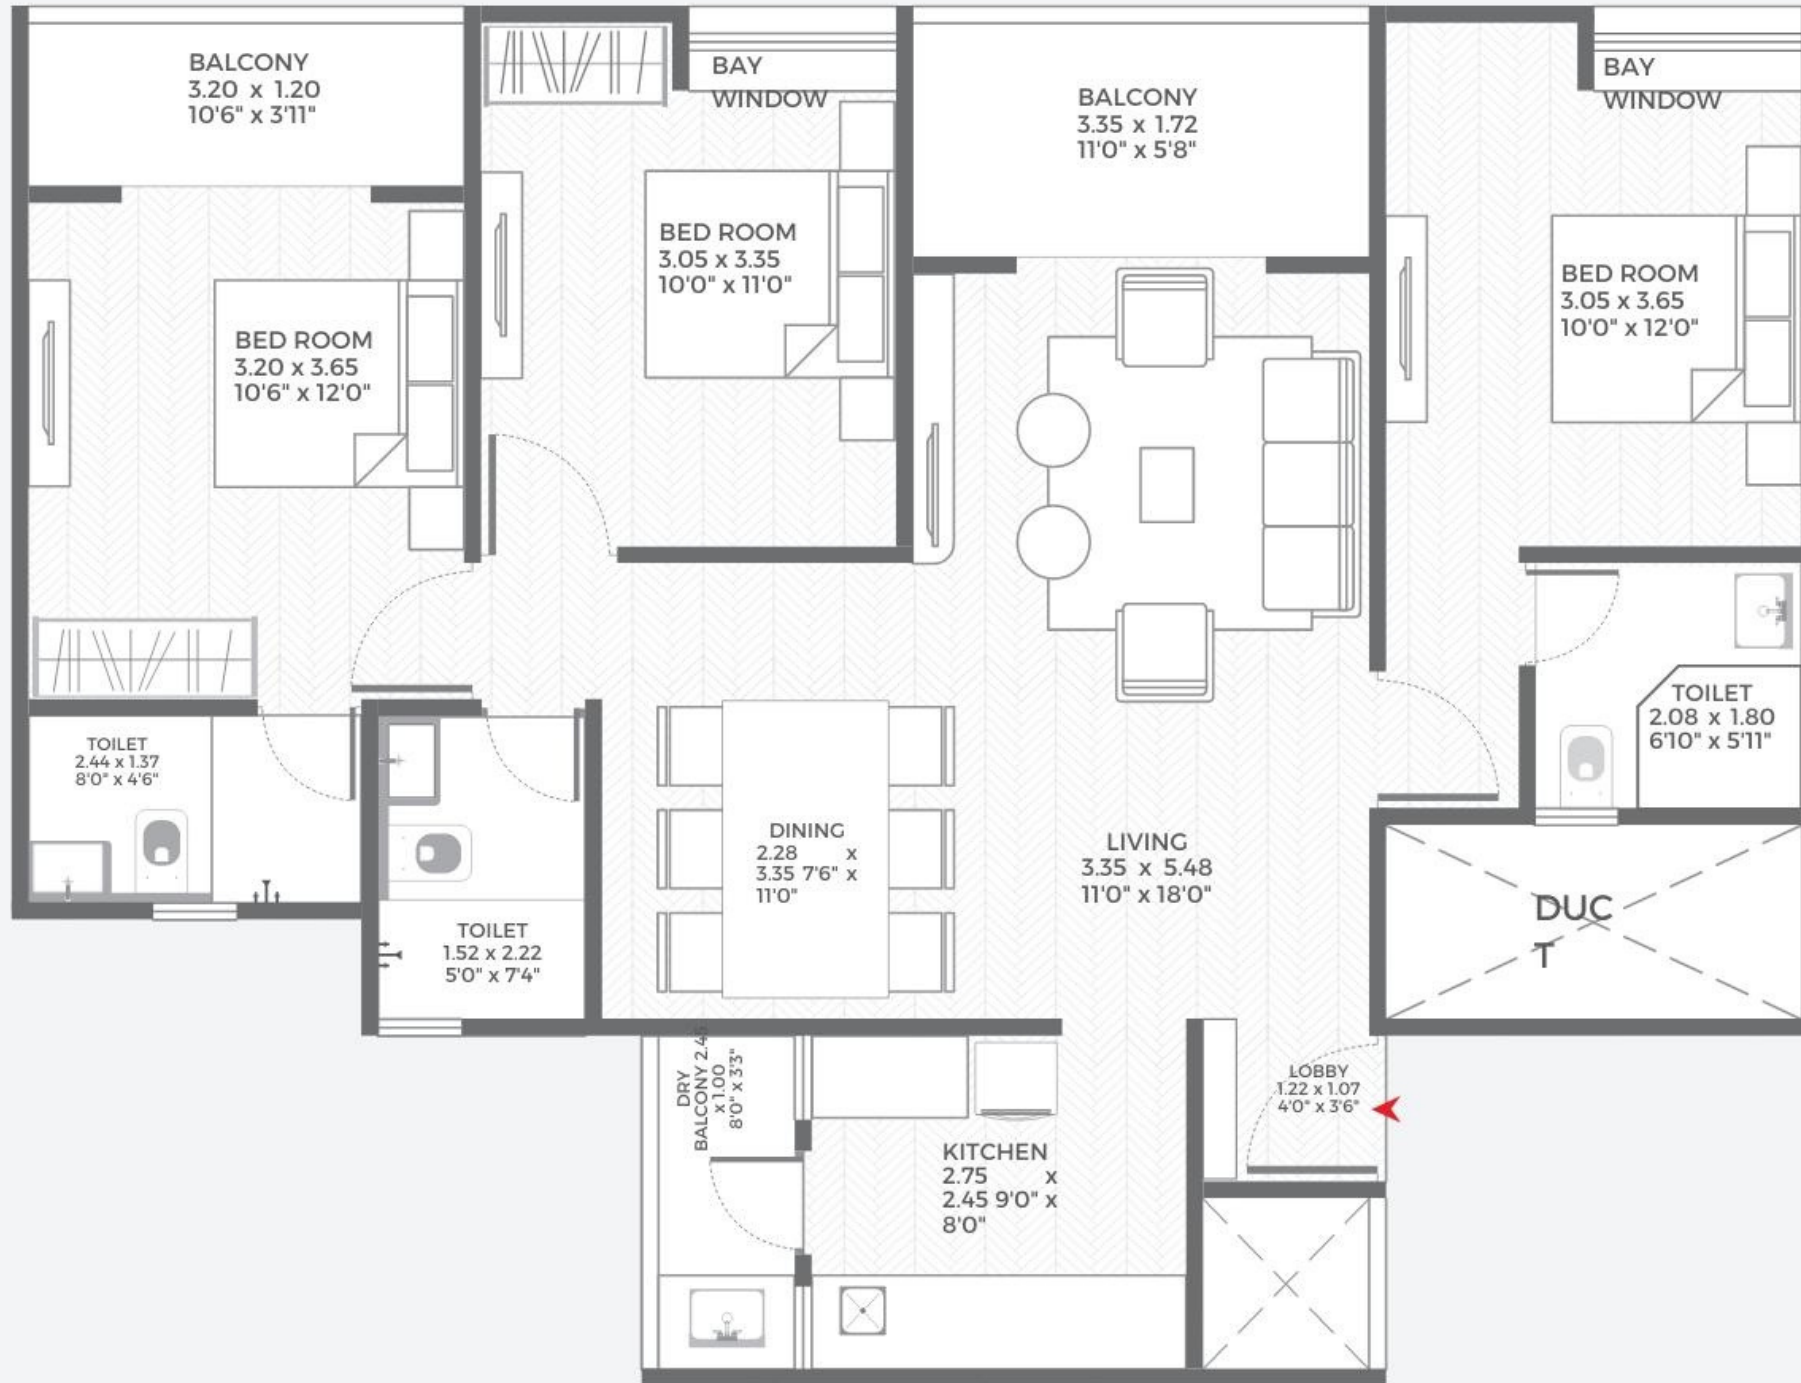 BALCONY
3.20 x 1.20
10'6" x 3'11"
BAY
WINDOW
BALCONY
3.35 x 1.72
11'0" x 5'8"
BAY
WINDOW
BED ROOM
3.20 x 3.65
10'6" x 12'0"
BED ROOM
3.05 x 3.35
10'0" x 11'0"
BED ROOM
3.05 x 3.65
10'0" x 12'0"
TOILET
2.44 x 1.37
8'0" x 4'6"
TOILET
1.52 x 2.22
5'0" x 7'4"
DINING
2.28 x
3.35 7'6" x
11'0"
LIVING
3.35 x 5.48
11'0" x 18'0"
TOILET
2.08 x 1.80
6'10" x 5'11"
DUC
T
DRY
BALCONY 2.45
x 1.00
8'0" x 3'3"
KITCHEN
2.75 x
2.45 9'0" x
8'0"
LOBBY
1.22 x 1.07
4'0" x 3'6"